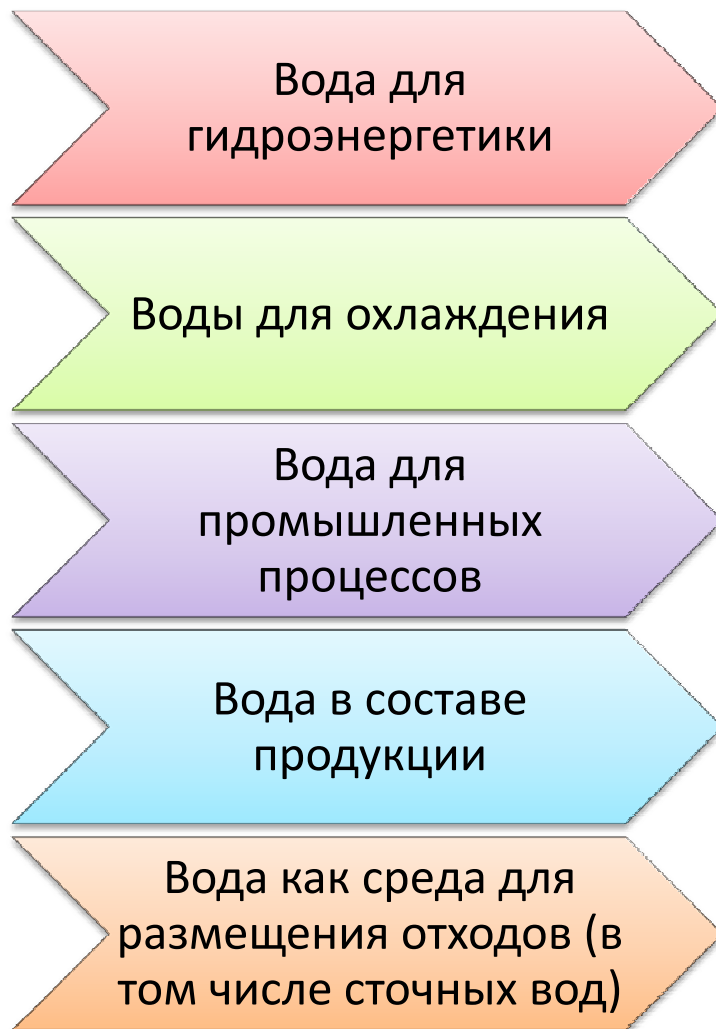 Вода для
гидроэнергетики
Воды для охлаждения
Вода для
промышленных
процессов
Вода в составе
продукции
Вода как среда для
размещения отходов (в
том числе сточных вод)